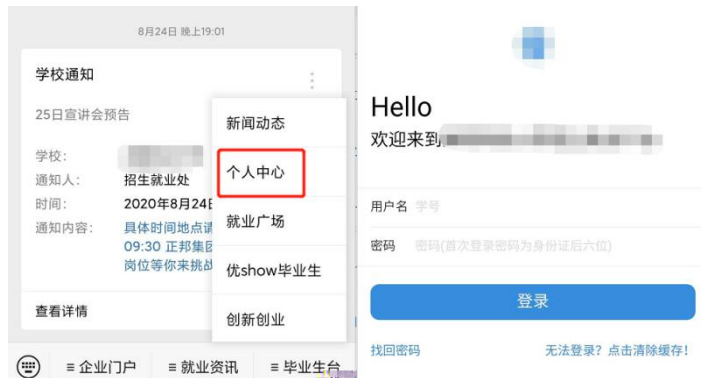 8月24日 晚上19:01
学校通知
25日宣讲会预告
学校:
通知人: 招生就业处
时间: 2020年8月24日
通知内容: 具体时间地点请
09:30 正邦集团
岗位等你来挑战
查看详情
新闻动态
个人中心
就业广场
优show毕业生
创新创业
≡ 企业门户
≡ 就业资讯
≡ 毕业生台
Hello
欢迎来到
用户名 学号
密码 密码(首次登录密码为身份证后六位)
登录
找回密码
无法登录？点击清除缓存！